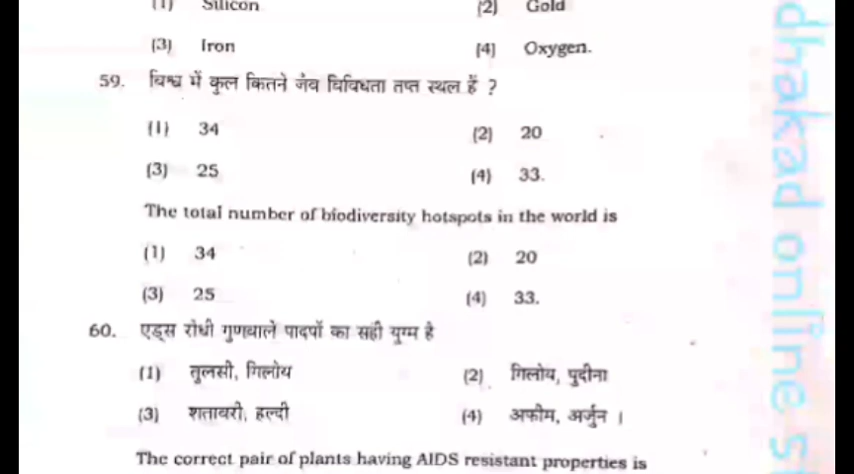 (1) Silicon (2) Gold
(3) Iron (4) Oxygen.
59. विश्व में कुल कितने जैव विविधता तप्त स्थल हैं ?
(1) 34 (2) 20
(3) 25 (4) 33.
The total number of biodiversity hotspots in the world is
(1) 34 (2) 20
(3) 25 (4) 33.
60. एड्स रोधी गुणवाले पादपों का सही युग्म है
(1) तुलसी, गिलोय (2) गिलोय, पुदीना
(3) शतावरी, हल्दी (4) अफीम, अर्जुन ।
The correct pair of plants having AIDS resistant properties is
dhakad online s